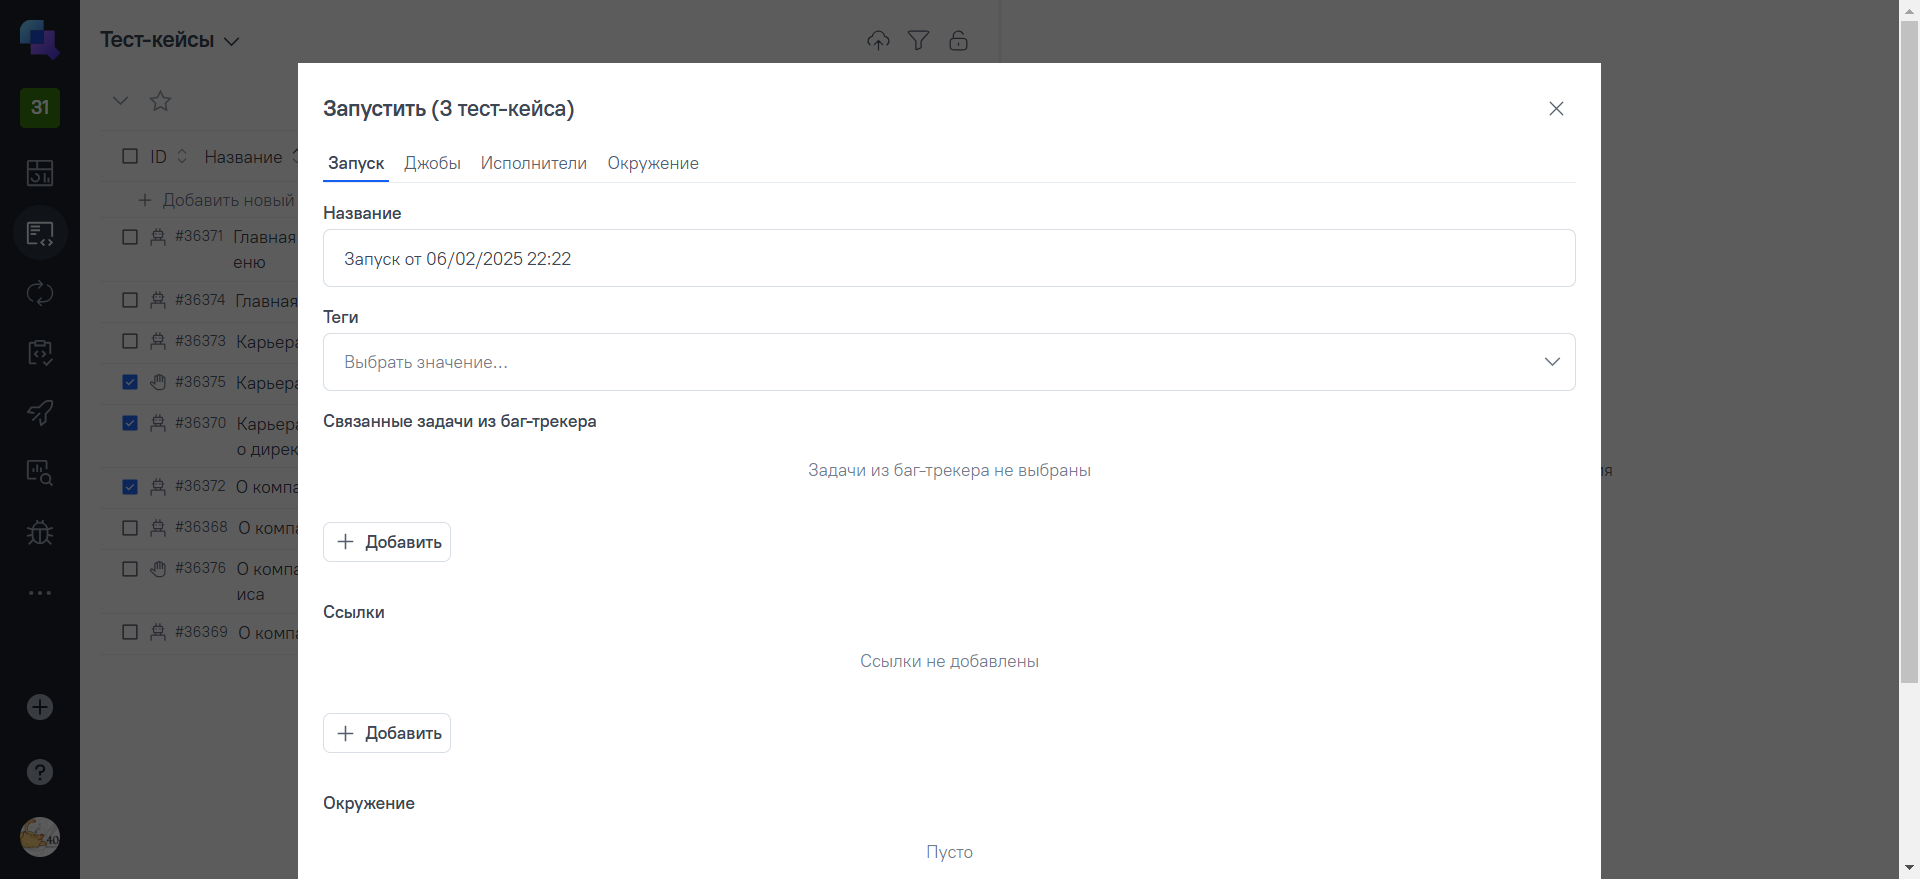 Тест-кейсы
31
ID Название
Добавить новый
#36371 Главная
еню
#36374 Главная
#36373 Карьера
#36375 Карьера
#36370 Карьера
о дирек
#36372 О компа
#36368 О компа
#36376 О компа
иса
#36369 О компа
Запустить (3 тест-кейса)
Запуск Джобы Исполнители Окружение
Название
Запуск от 06/02/2025 22:22
Теги
Выбрать значение...
Связанные задачи из баг-трекера
Задачи из баг-трекера не выбраны
Добавить
Ссылки
Ссылки не добавлены
Добавить
Окружение
Пусто